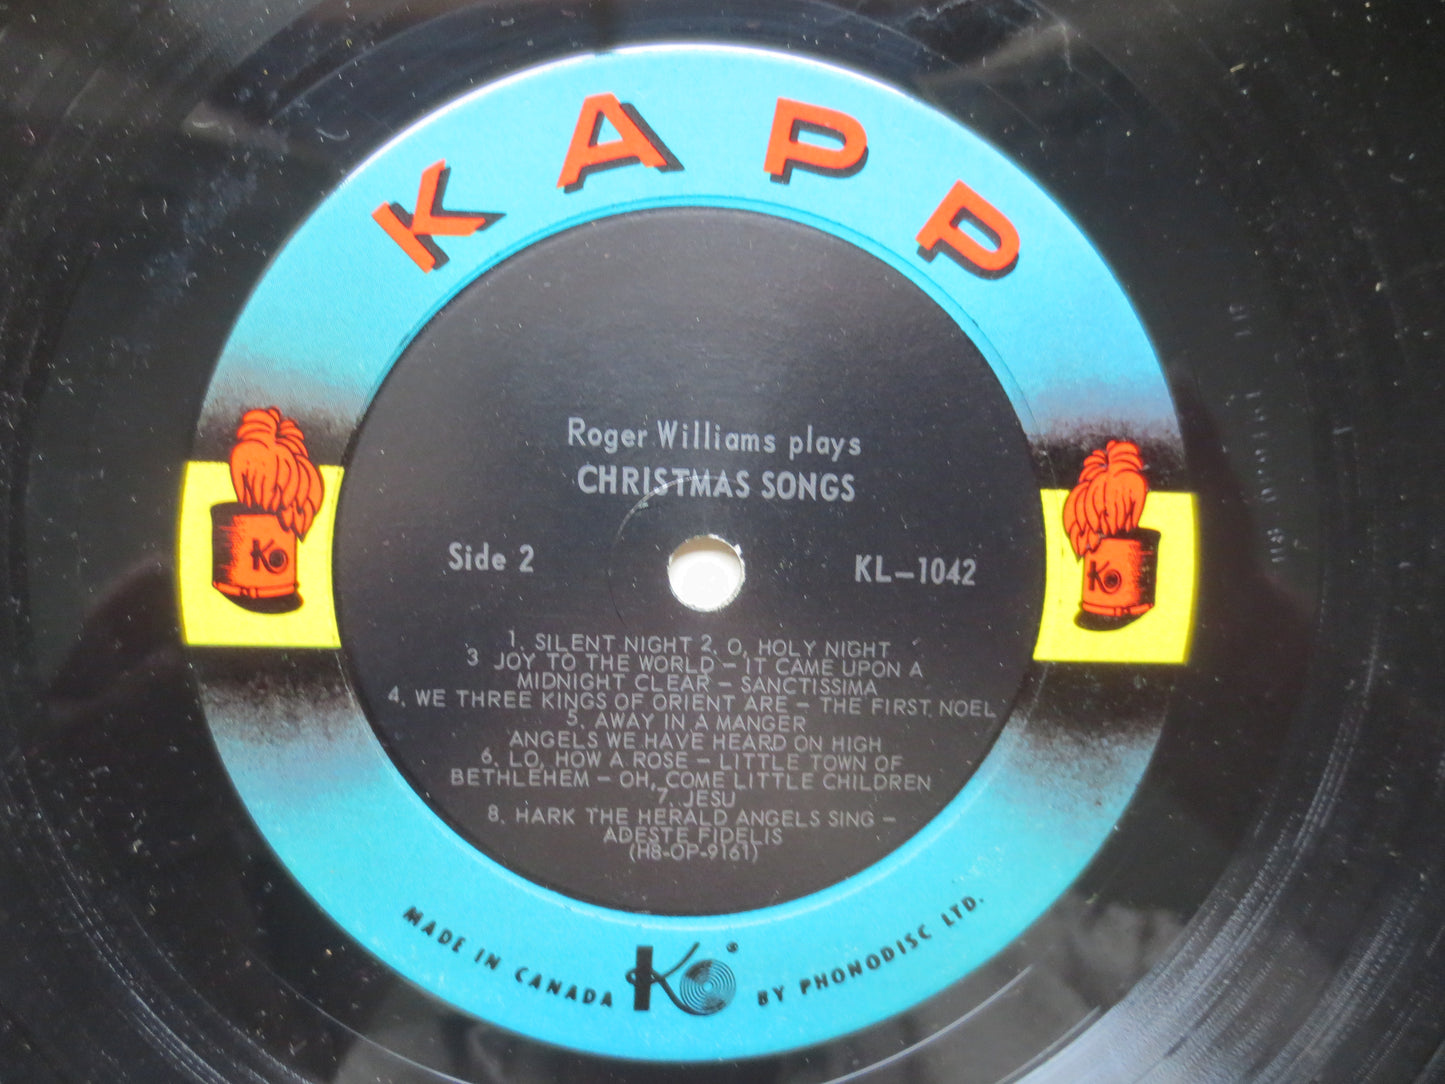 KAPP
Roger Williams plays
CHRISTMAS SONGS
Side 2
KL-1042
1. SILENT NIGHT 2. O, HOLY NIGHT
3 JOY TO THE WORLD – IT CAME UPON A
MIDNIGHT CLEAR – SANCTISSIMA
4. WE THREE KINGS OF ORIENT ARE – THE FIRST NOEL
5. AWAY IN A MANGER
ANGELS WE HAVE HEARD ON HIGH
6. LO, HOW A ROSE – LITTLE TOWN OF
BETHLEHEM – OH, COME LITTLE CHILDREN
7. JESU
8. HARK THE HERALD ANGELS SING –
ADESTE FIDELIS
(H8-OP-9161)
MADE IN CANADA K ® BY PHONODISC LTD.
K
K